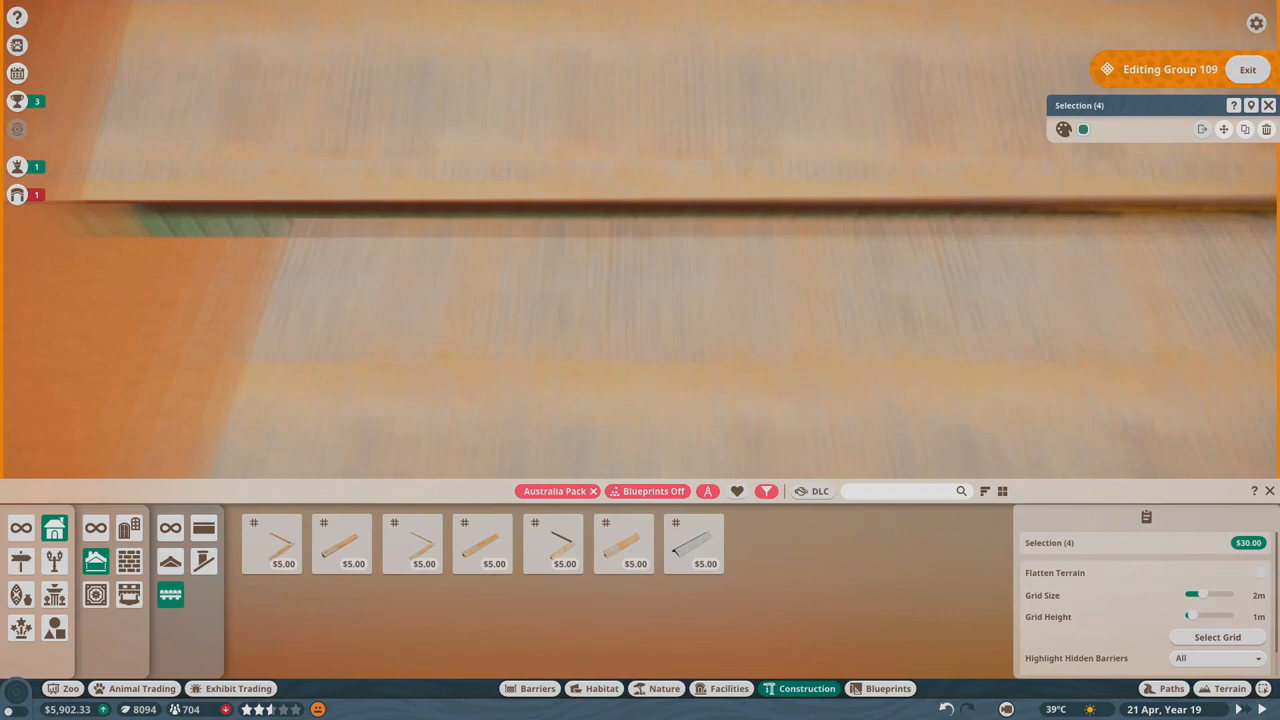 Editing Group 109
Exit
Selection (4)
?
3
1
1
Australia Pack
Blueprints Off
DLC
?
$5.00
$5.00
$5.00
$5.00
$5.00
$5.00
$5.00
Selection (4)
$30.00
Flatten Terrain
Grid Size
2m
Grid Height
1m
Select Grid
Highlight Hidden Barriers
All
Zoo
Animal Trading
Exhibit Trading
Barriers
Habitat
Nature
Facilities
Construction
Blueprints
Paths
Terrain
$5,902.33
8094
704
39°C
21 Apr, Year 19